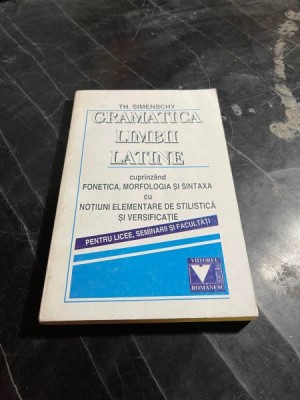 TH. SIMENSCHY
GRAMATICA
LIMBII
LATINE
cuprinzând
FONETICA, MORFOLOGIA ȘI SINTAXA
cu
NOȚIUNI ELEMENTARE DE STILISTICĂ
ȘI VERSIFICAȚIE
PENTRU LICEE, SEMINARII ȘI FACULTĂȚI
VIITORUL
ROMÂNESC